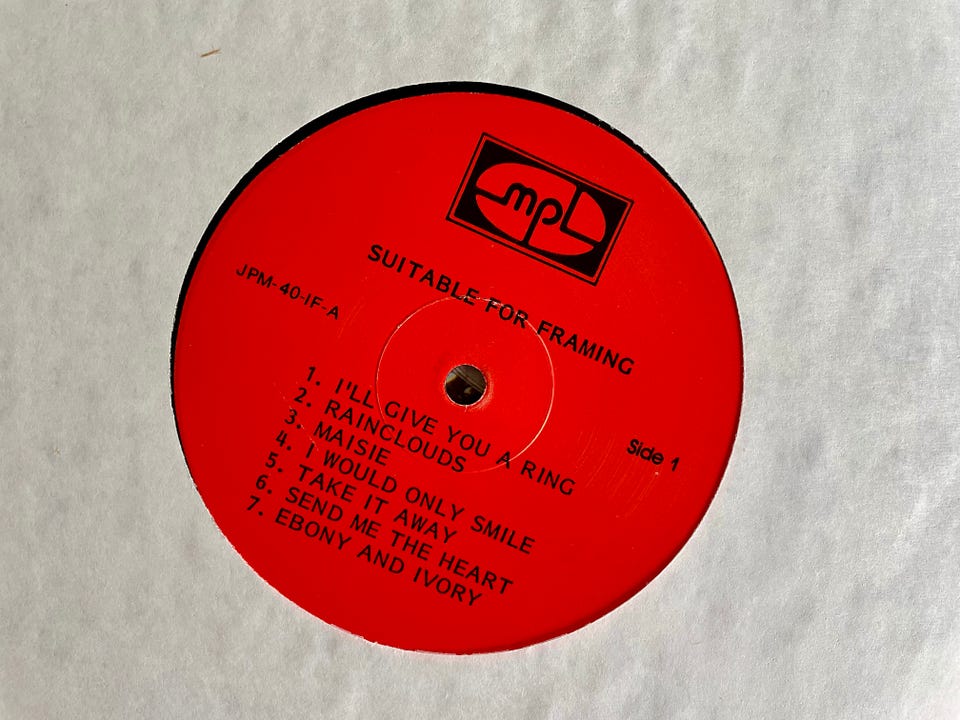 mpl
SUITABLE FOR FRAMING
JPM-40-IF-A
Side 1
1. I'LL GIVE YOU A RING
2. RAINCLOUDS
3. MAISIE
4. I WOULD ONLY SMILE
5. TAKE IT AWAY
6. SEND ME THE HEART
7. EBONY AND IVORY